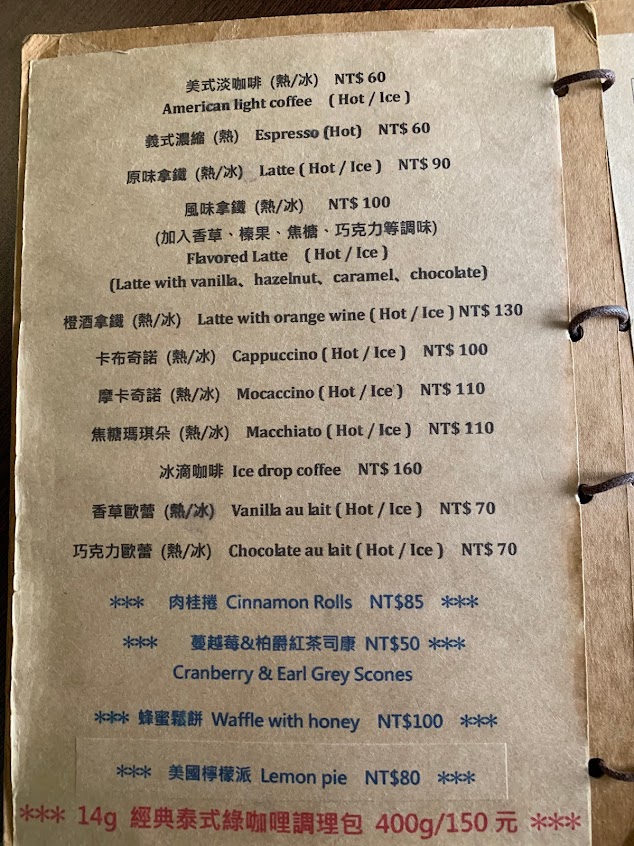 美式淡咖啡 (熱/冰) NT$ 60
American light coffee ( Hot / Ice )
義式濃縮 (熱) Espresso (Hot) NT$ 60
原味拿鐵 (熱/冰) Latte ( Hot / Ice ) NT$ 90
風味拿鐵 (熱/冰) NT$ 100
(加入香草、榛果、焦糖、巧克力等調味)
Flavored Latte ( Hot / Ice )
(Latte with vanilla、hazelnut、caramel、chocolate)
橙酒拿鐵 (熱/冰) Latte with orange wine ( Hot / Ice ) NT$ 130
卡布奇諾 (熱/冰) Cappuccino ( Hot / Ice ) NT$ 100
摩卡奇諾 (熱/冰) Mocaccino ( Hot / Ice ) NT$ 110
焦糖瑪琪朵 (熱/冰) Macchiato ( Hot / Ice ) NT$ 110
冰滴咖啡 Ice drop coffee NT$ 160
香草歐蕾 (熱/冰) Vanilla au lait ( Hot / Ice ) NT$ 70
巧克力歐蕾 (熱/冰) Chocolate au lait ( Hot / Ice ) NT$ 70
*** 肉桂捲 Cinnamon Rolls NT$85 ***
*** 蔓越莓&柏爵紅茶司康 NT$50 ***
Cranberry & Earl Grey Scones
*** 蜂蜜鬆餅 Waffle with honey NT$100 ***
*** 美國檸檬派 Lemon pie NT$80 ***
*** 14g 經典泰式綠咖哩調理包 400g/150 元 ***